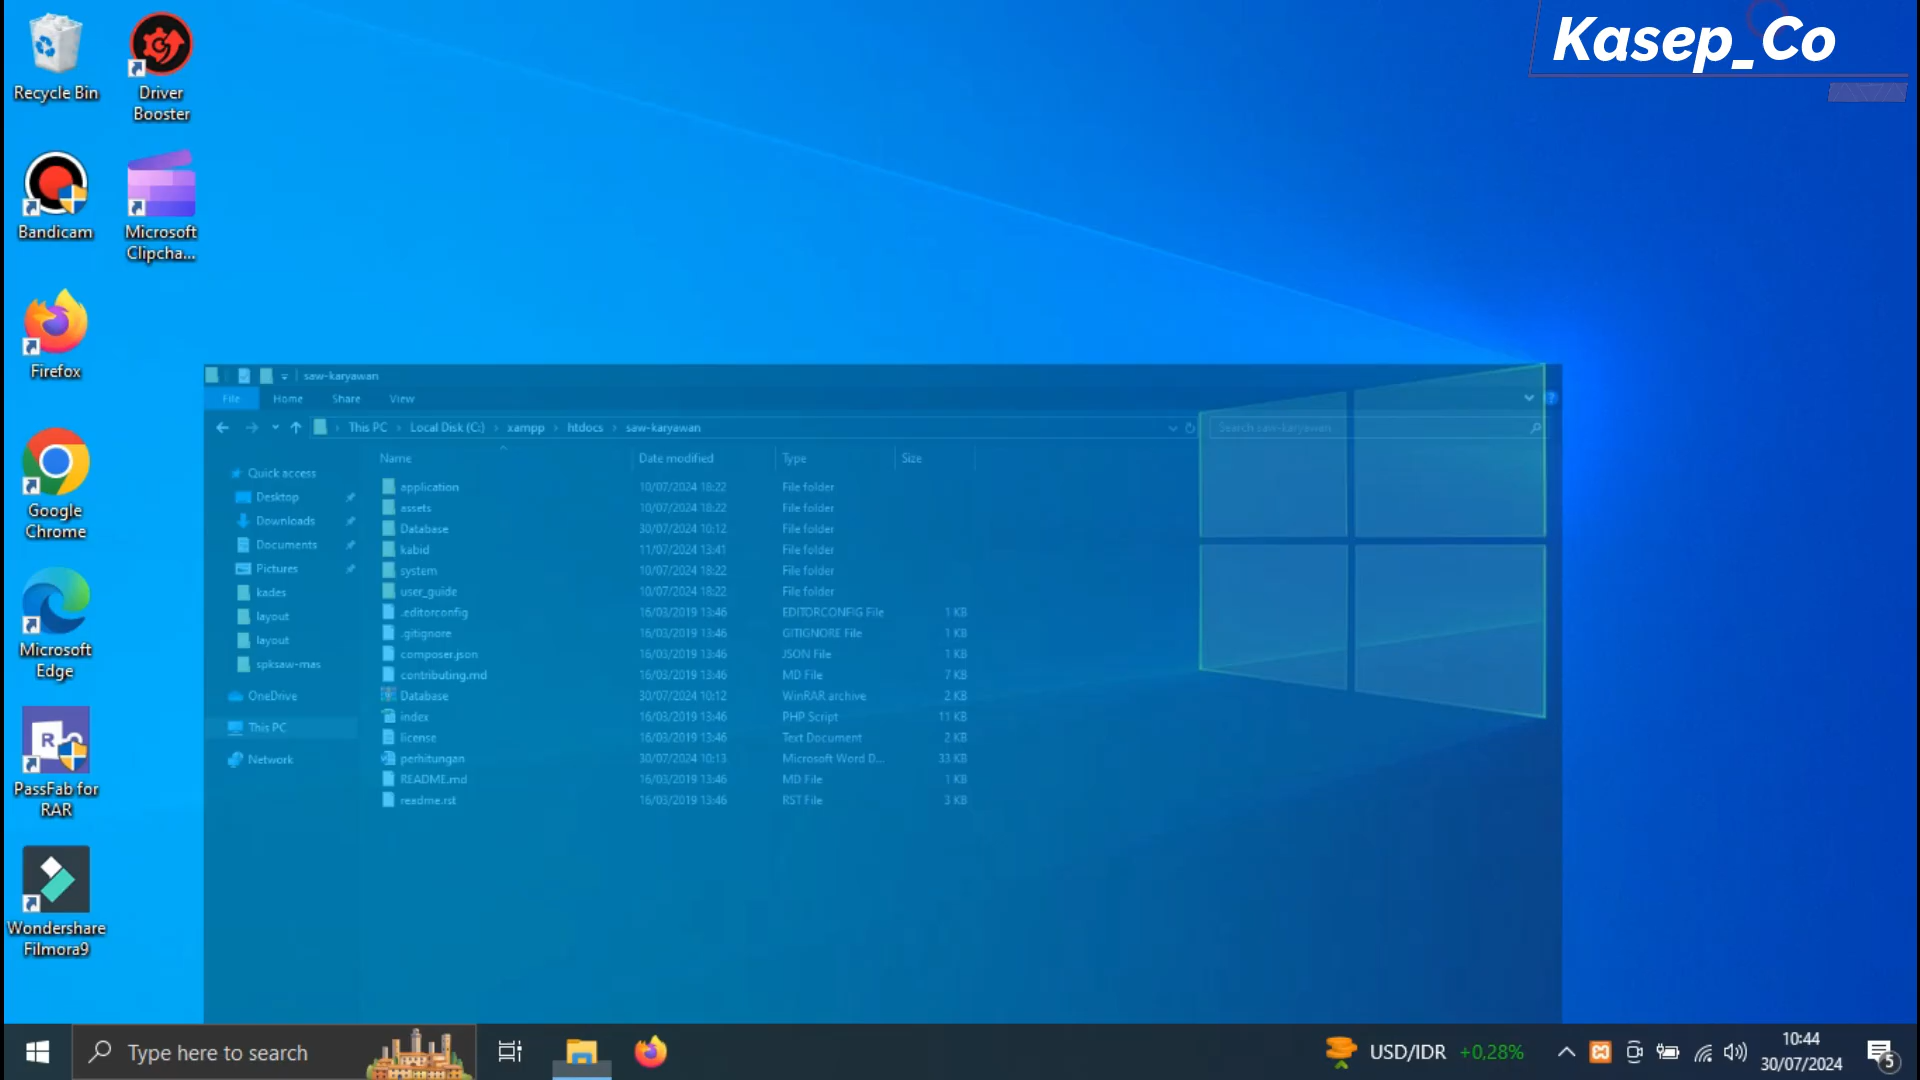 Kasep_Co
Recycle Bin
Driver
Booster
Bandicam
Microsoft
Clipcha...
Firefox
Google
Chrome
Microsoft
Edge
PassFab for
RAR
Wondershare
Filmora9
saw-karyawan
File Home Share View
This PC › Local Disk (C:) › xampp › htdocs › saw-karyawan
Search saw-karyawan
Quick access
Desktop
Downloads
Documents
Pictures
kades
layout
layout
spksaw-mas
OneDrive
This PC
Network
Name Date modified Type Size
application 10/07/2024 18:22 File folder
assets 10/07/2024 18:22 File folder
Database 30/07/2024 10:12 File folder
kabid 11/07/2024 13:41 File folder
system 10/07/2024 18:22 File folder
user_guide 10/07/2024 18:22 File folder
.editorconfig 16/03/2019 13:46 EDITORCONFIG File 1 KB
.gitignore 16/03/2019 13:46 GITIGNORE File 1 KB
composer.json 16/03/2019 13:46 JSON File 1 KB
contributing.md 16/03/2019 13:46 MD File 7 KB
Database 30/07/2024 10:12 WinRAR archive 2 KB
index 16/03/2019 13:46 PHP Script 11 KB
license 16/03/2019 13:46 Text Document 2 KB
perhitungan 30/07/2024 10:13 Microsoft Word D... 33 KB
README.md 16/03/2019 13:46 MD File 1 KB
readme.rst 16/03/2019 13:46 RST File 3 KB
Type here to search
USD/IDR +0,28%
10:44
30/07/2024
5